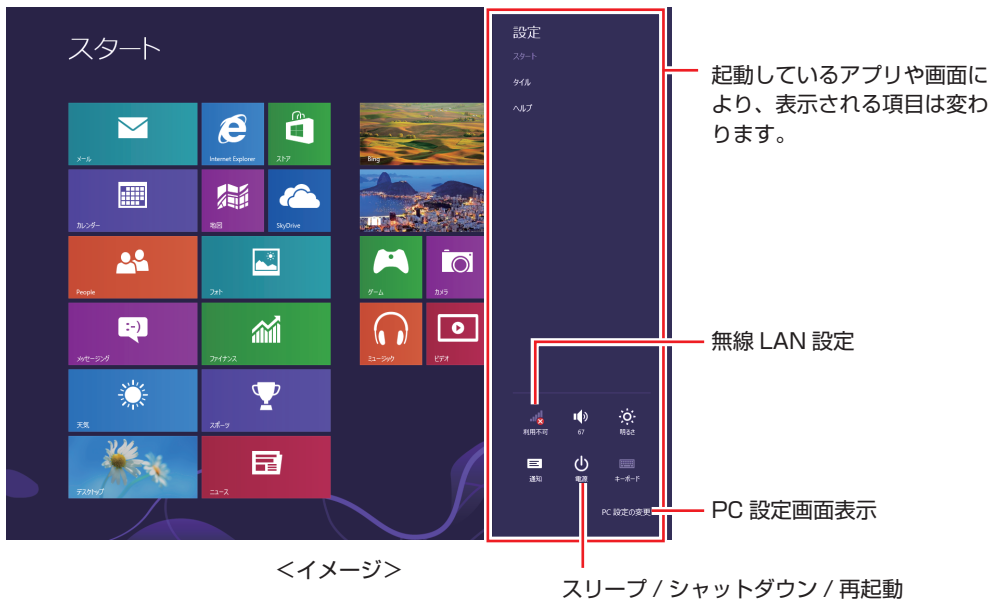 スタート
メール
Internet Explorer
ストア
Bing
カレンダー
地図
SkyDrive
People
フォト
ゲーム
カメラ
メッセージング
:-)
ファイナンス
ミュージック
ビデオ
天気
スポーツ
デスクトップ
ニュース
設定
スタート
タイル
ヘルプ
利用不可
67
明るさ
通知
電源
キーボード
PC 設定の変更
起動しているアプリや画面に
より、表示される項目は変わ
ります。
無線 LAN 設定
PC 設定画面表示
スリープ / シャットダウン / 再起動
＜イメージ＞